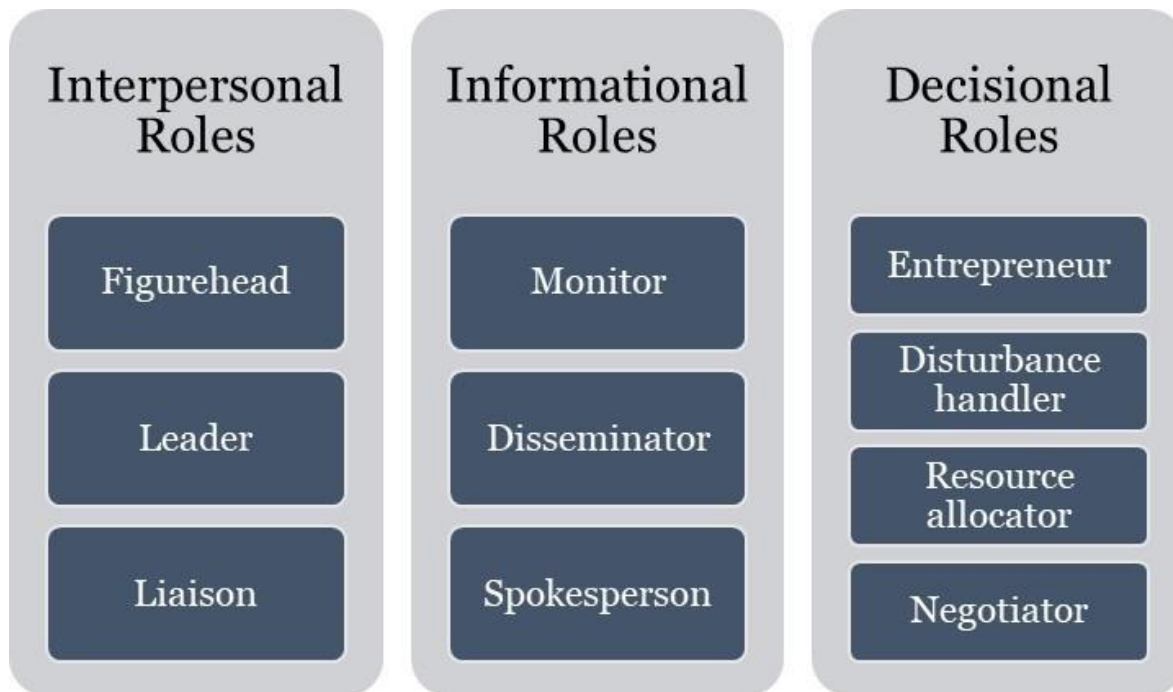 Interpersonal
Roles
Figurehead
Leader
Liaison
Informational
Roles
Monitor
Disseminator
Spokesperson
Decisional
Roles
Entrepreneur
Disturbance
handler
Resource
allocator
Negotiator